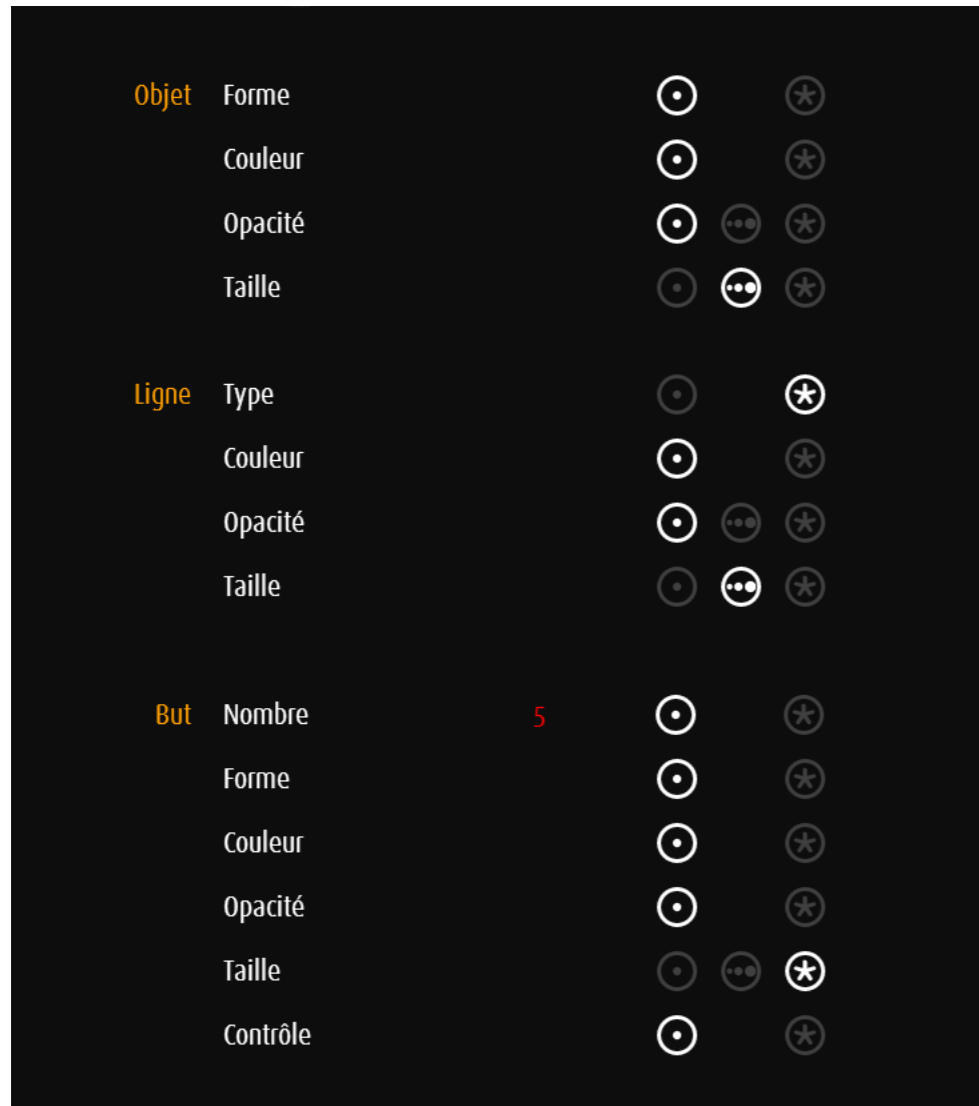 Objet Forme
Couleur
Opacité
Taille
Ligne Type
Couleur
Opacité
Taille
But Nombre 5
Forme
Couleur
Opacité
Taille
Contrôle